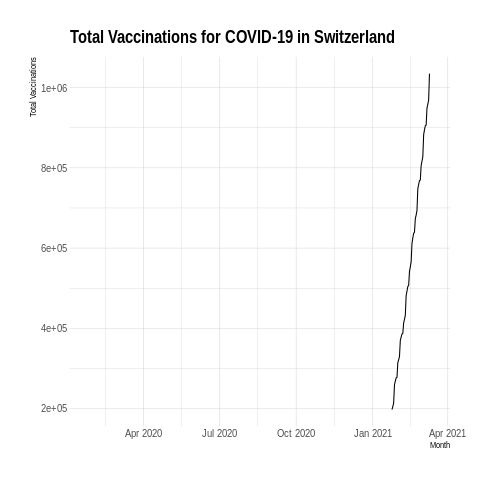 Total Vaccinations for COVID-19 in Switzerland
Total Vaccinations
1e+06
8e+05
6e+05
4e+05
2e+05
Apr 2020 Jul 2020 Oct 2020 Jan 2021 Apr 2021
Month